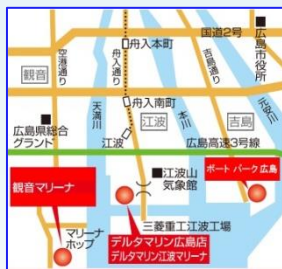 国道2号
広島市役所
舟入本町
空港通り
舟入通り
吉島通り
観音
天満川
舟入南町
江波
本川
吉島
元安川
広島県総合
グランド
江波
広島高速3号線
観音マリーナ
江波山
気象館
ボート パーク広島
マリーナ
ホップ
三菱重工江波工場
デルタマリン広島店
デルタマリン江波マリーナ